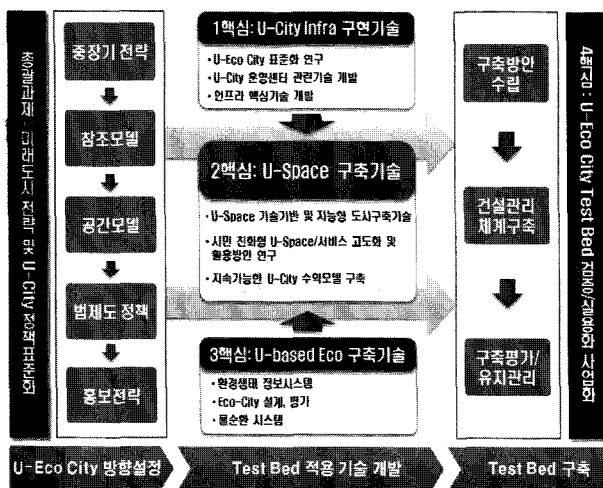 총괄과제 : 미래도시 전략 및 U-City 정책표준화
중장기 전략
참조모델
공간모델
법제도 정책
홍보전략
1핵심: U-City Infra 구현기술
• U-Eco City 표준화 연구
• U-City 운영센터 관련기술 개발
• 인프라 핵심기술 개발
2핵심: U-Space 구축기술
• U-Space 기술기반 및 지능형 도시구축기술
• 시민 친화형 U-Space/서비스 고도화 및
활용방안 연구
• 지속가능한 U-City 수익모델 구축
3핵심: U-based Eco 구축기술
• 환경생태 정보시스템
• Eco-City 설계, 평가
• 물순환 시스템
구축방안
수립
건설관리
체계구축
구축평가/
유지관리
4핵심: U-Eco City Test Bed 검증/실용화 사업화
U-Eco City 방향설정
Test Bed 적용 기술 개발
Test Bed 구축